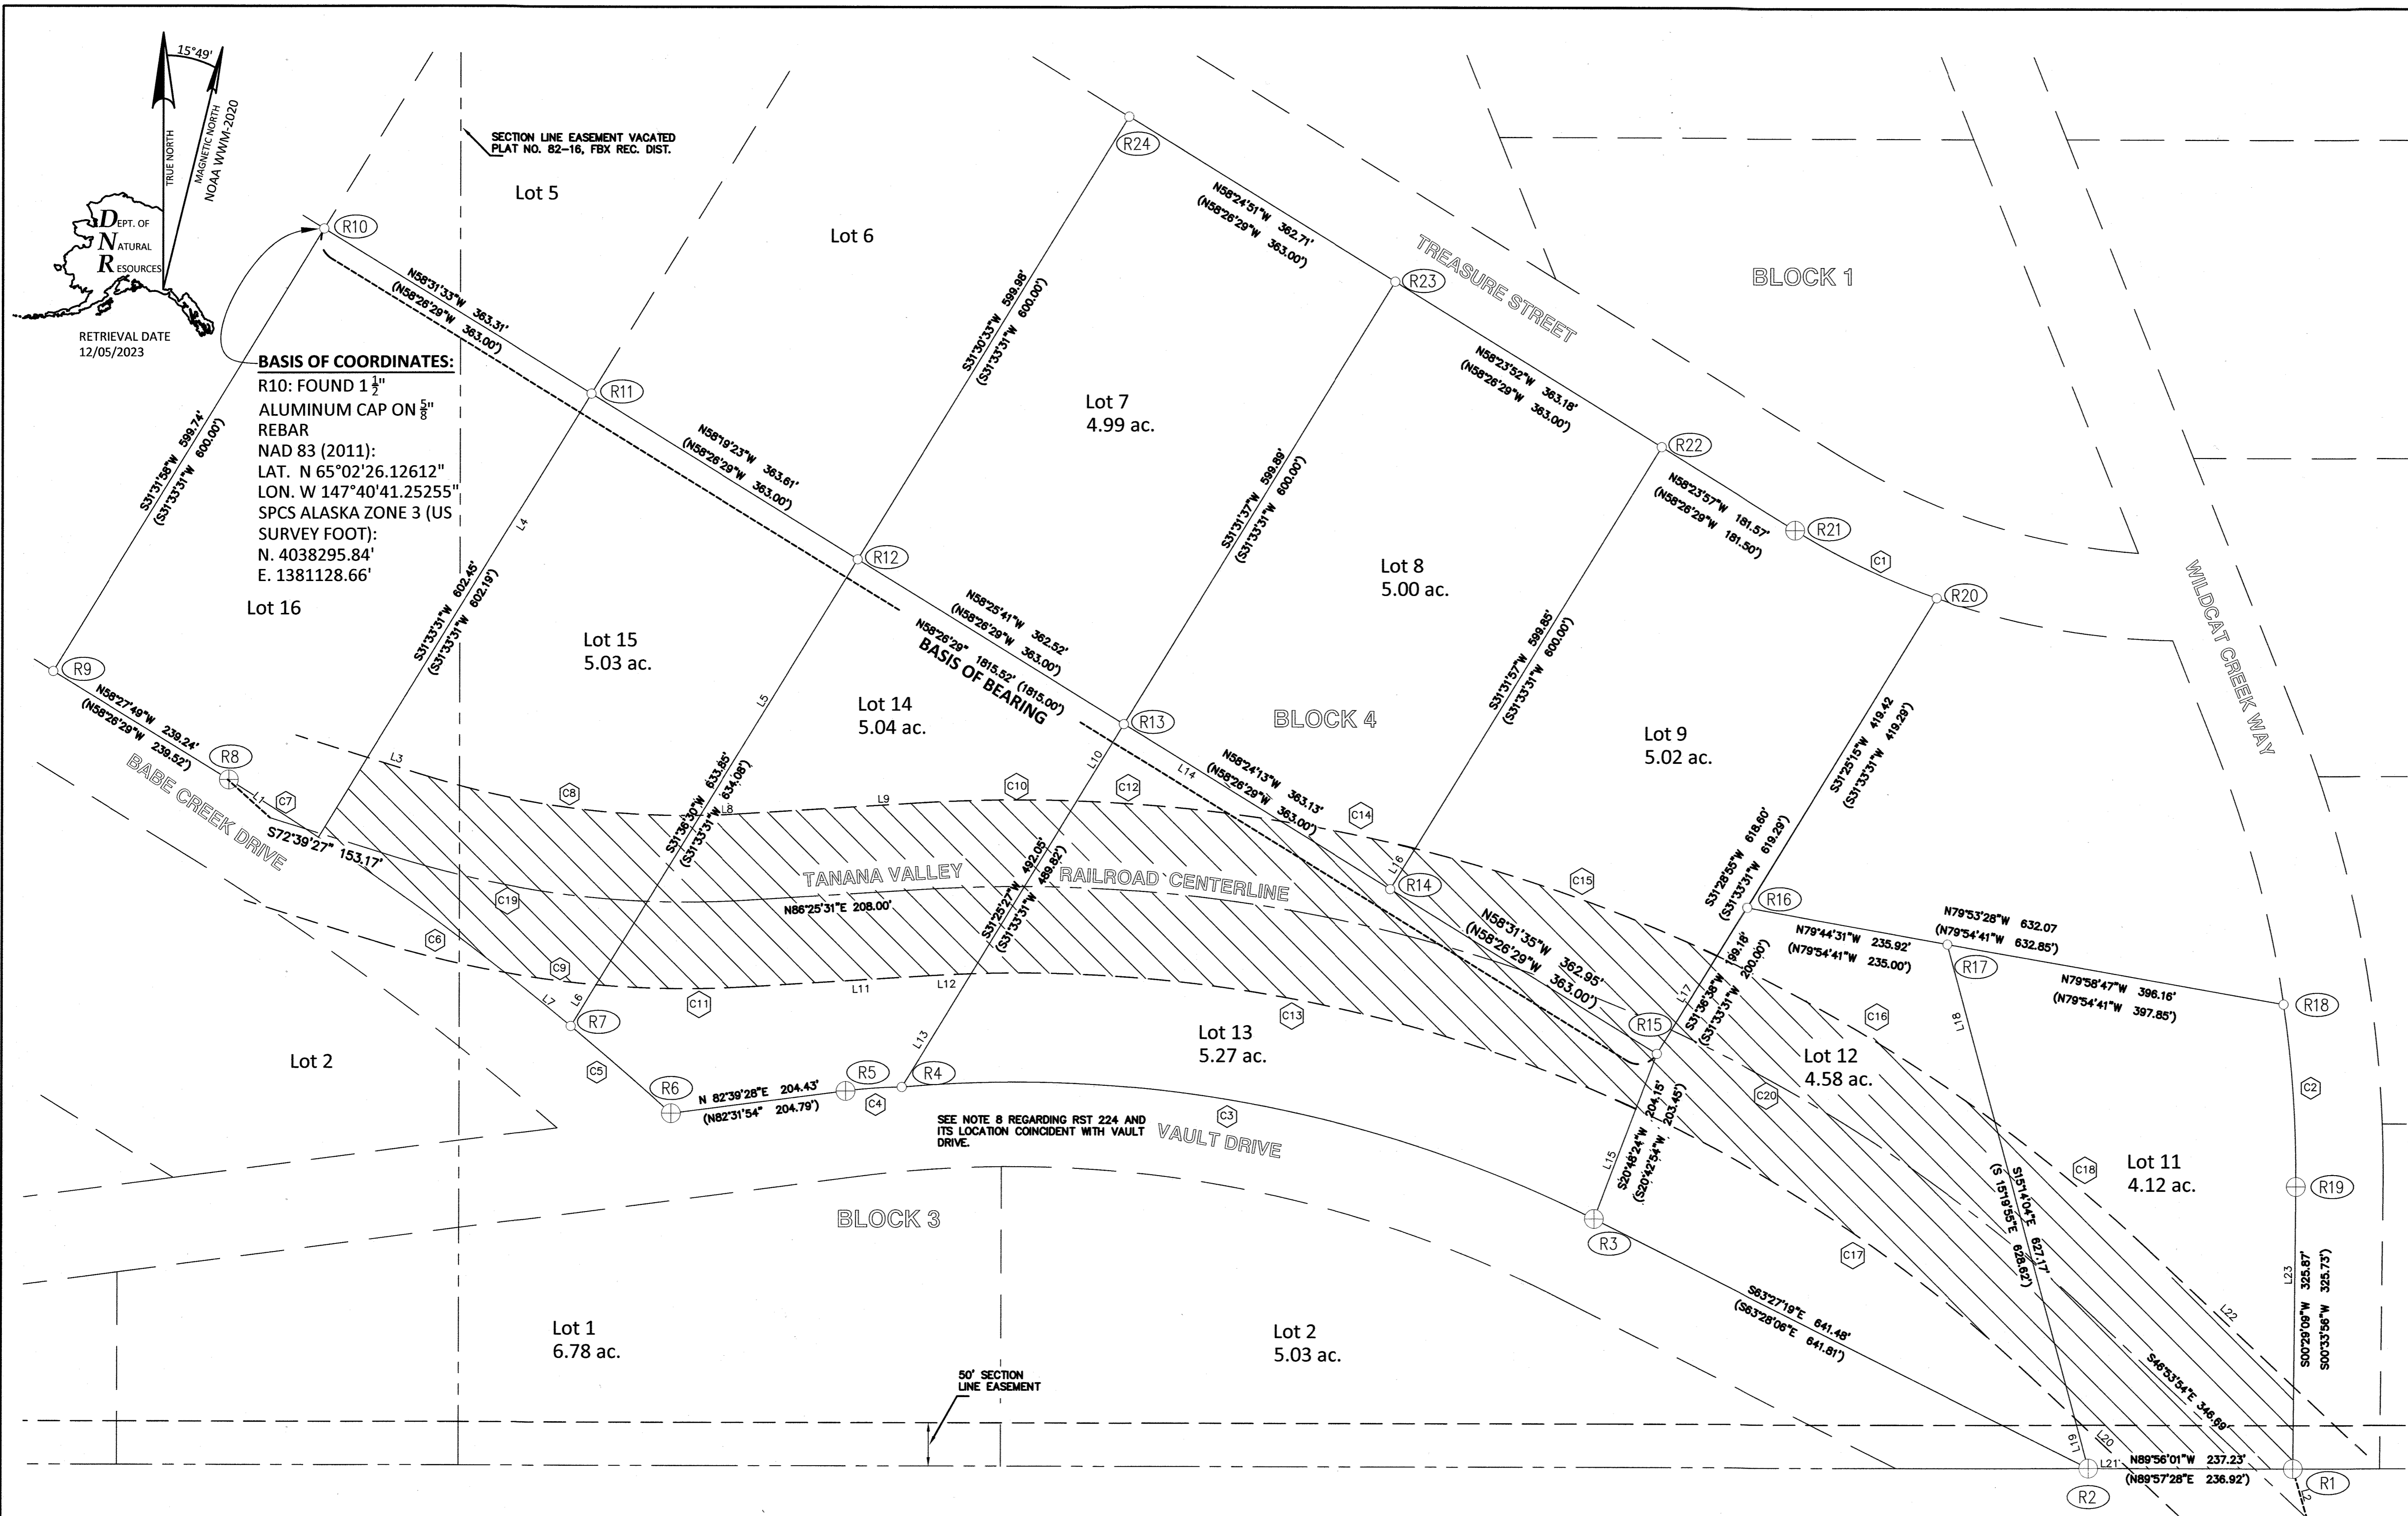 15°49'
TRUE NORTH
MAGNETIC NORTH
NOAA WWM-2020
DEPT. OF
NATURAL
RESOURCES
RETRIEVAL DATE
12/05/2023
SECTION LINE EASEMENT VACATED
PLAT NO. 82-16, FBX REC. DIST.
BASIS OF COORDINATES:
R10: FOUND 1 1/2"
ALUMINUM CAP ON 5/8"
REBAR
NAD 83 (2011):
LAT. N 65°02'26.12612"
LON. W 147°40'41.25255"
SPCS ALASKA ZONE 3 (US
SURVEY FOOT):
N. 4038295.84'
E. 1381128.66'
Lot 5
Lot 6
Lot 7
4.99 ac.
Lot 8
5.00 ac.
Lot 9
5.02 ac.
Lot 16
Lot 15
5.03 ac.
Lot 14
5.04 ac.
Lot 13
5.27 ac.
Lot 12
4.58 ac.
Lot 11
4.12 ac.
Lot 2
Lot 1
6.78 ac.
Lot 2
5.03 ac.
BLOCK 1
BLOCK 4
BLOCK 3
TREASURE STREET
WILDCAT CREEK WAY
BABE CREEK DRIVE
VAULT DRIVE
TANANA VALLEY
RAILROAD CENTERLINE
R10
R24
R23
R22
R21
R20
R11
R12
R13
R14
R15
R16
R17
R18
R19
R9
R8
R7
R6
R5
R4
R3
R2
R1
N58°31'33"W 363.31'
(N58°26'29"W 363.00')
N58°19'23"W 363.61'
(N58°26'29"W 363.00')
N58°25'41"W 362.52'
(N58°26'29"W 363.00')
N58°26'29" 1815.52' (1815.00')
BASIS OF BEARING
N58°24'13"W 363.13'
(N58°26'29"W 363.00')
N58°31'35"W 362.95'
(N58°26'29"W 363.00')
N58°24'51"W 362.71'
(N58°26'29"W 363.00')
N58°23'52"W 363.18'
(N58°26'29"W 363.00')
N58°23'57"W 181.57'
(N58°26'29"W 181.50')
S31°31'58"W 599.74'
(S31°33'31"W 600.00')
S31°33'31"W 602.45'
(S31°33'31"W 602.19')
S31°30'33"W 599.98'
(S31°33'31"W 600.00')
S31°31'37"W 599.89'
(S31°33'31"W 600.00')
S31°31'57"W 599.85'
(S31°33'31"W 600.00')
S31°25'15"W 419.42
(S31°33'31"W 419.29')
S31°28'55"W 618.60'
(S31°33'31"W 619.29')
S31°36'38"W 199.18'
(S31°33'31"W 200.00')
S31°36'30"W 633.85'
(S31°33'31"W 634.08')
S31°25'27"W 492.05'
(S31°33'31"W 489.82')
N58°27'49"W 239.24'
(N58°26'29"W 239.52')
S72°39'27" 153.17'
N86°25'31"E 208.00'
N 82°39'28"E 204.43'
(N82°31'54" 204.79')
SEE NOTE 8 REGARDING RST 224 AND
ITS LOCATION COINCIDENT WITH VAULT
DRIVE.
S20°48'24"W 204.15'
(S20°42'54"W 203.45')
N79°44'31"W 235.92'
(N79°54'41"W 235.00')
N79°53'28"W 632.07
(N79°54'41"W 632.85')
N79°58'47"W 396.16'
(N79°54'41"W 397.85')
S15°14'04"E 627.17'
(S 15°19'55"E 628.62')
S63°27'19"E 641.48'
(S63°28'06"E 641.81')
S46°53'54"E 346.69'
S00°29'09"W 325.87'
S00°33'56"W 325.73')
N89°56'01"W 237.23'
(N89°57'28"E 236.92')
50' SECTION
LINE EASEMENT
L1
L2
L3
L4
L5
L6
L7
L8
L9
L10
L11
L12
L13
L14
L15
L16
L17
L18
L19
L20
L21
L22
L23
C1
C2
C3
C4
C5
C6
C7
C8
C9
C10
C11
C12
C13
C14
C15
C16
C17
C18
C19
C20